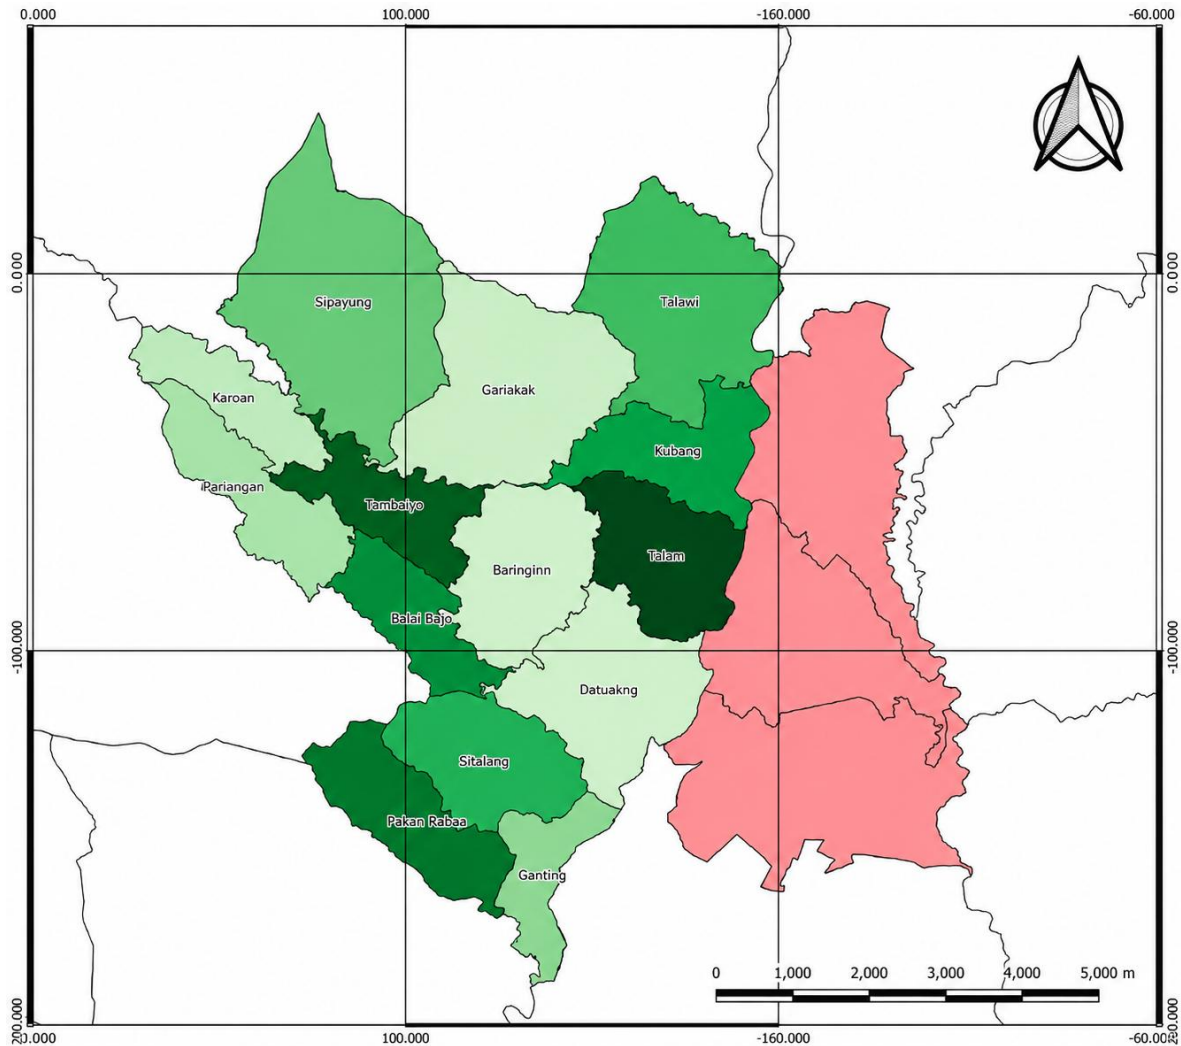 0.000 100.000 -160.000 -60.000
0.000 0.000
Sipayung
Talawi
Gariakak
Karoan
Kubang
Pariangan
Tambaiyo
Talam
Baringinn
Balai Bajo
-100.000 -100.000
Datuakng
Sitalang
Pakan Rabaa
Ganting
0 1,000 2,000 3,000 4,000 5,000 m
100.000 -160.000